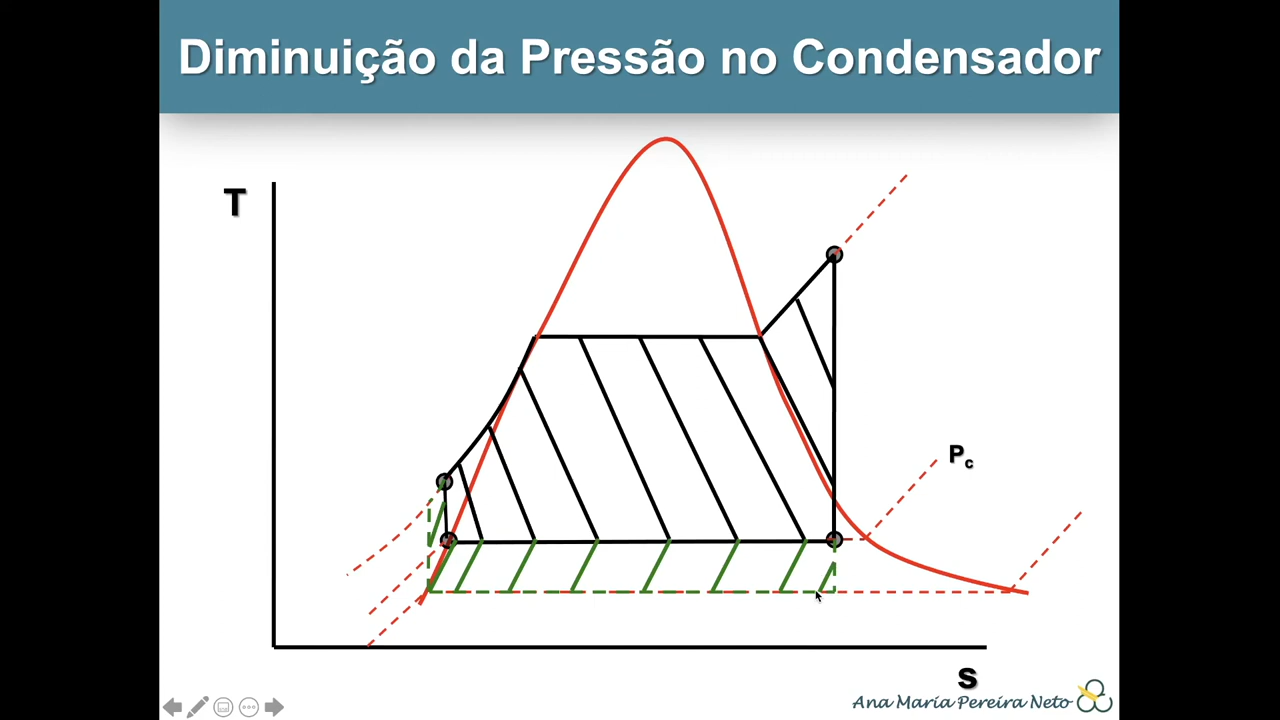 Diminuição da Pressão no Condensador
T
Pc
s
Ana Maria Pereira Neto